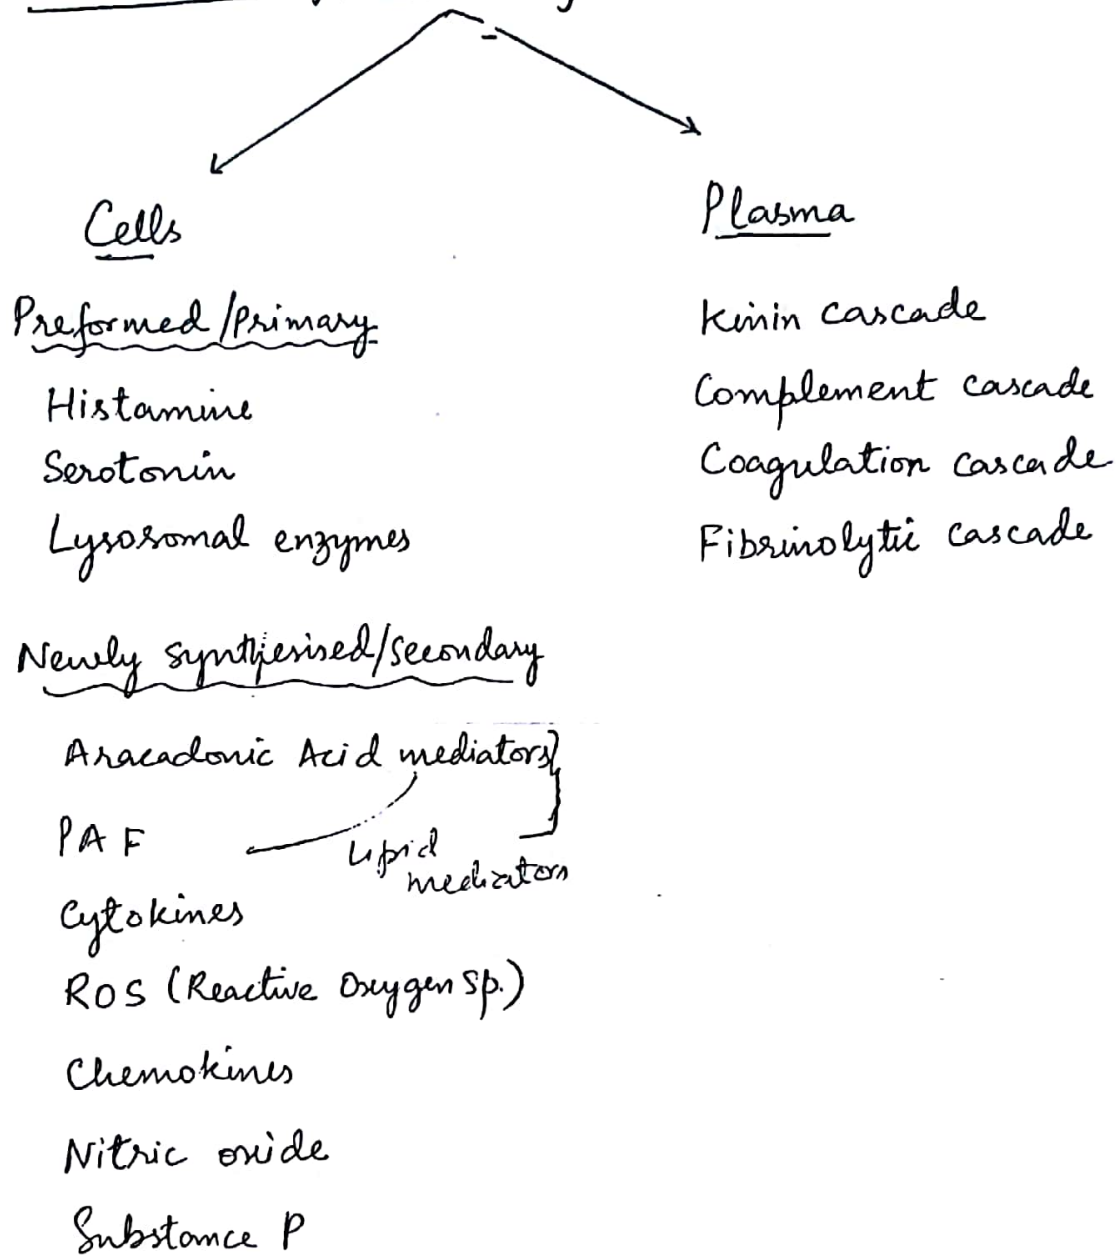 Cells
Plasma
Preformed/Primary
Histamine
Serotonin
Lysosomal enzymes
Kinin cascade
Complement cascade
Coagulation cascade
Fibrinolytic cascade
Newly synthesised/secondary
Aracadonic Acid mediators
PAF
Lipid
mediators
Cytokines
ROS (Reactive Oxygen Sp.)
Chemokines
Nitric oxide
Substance P